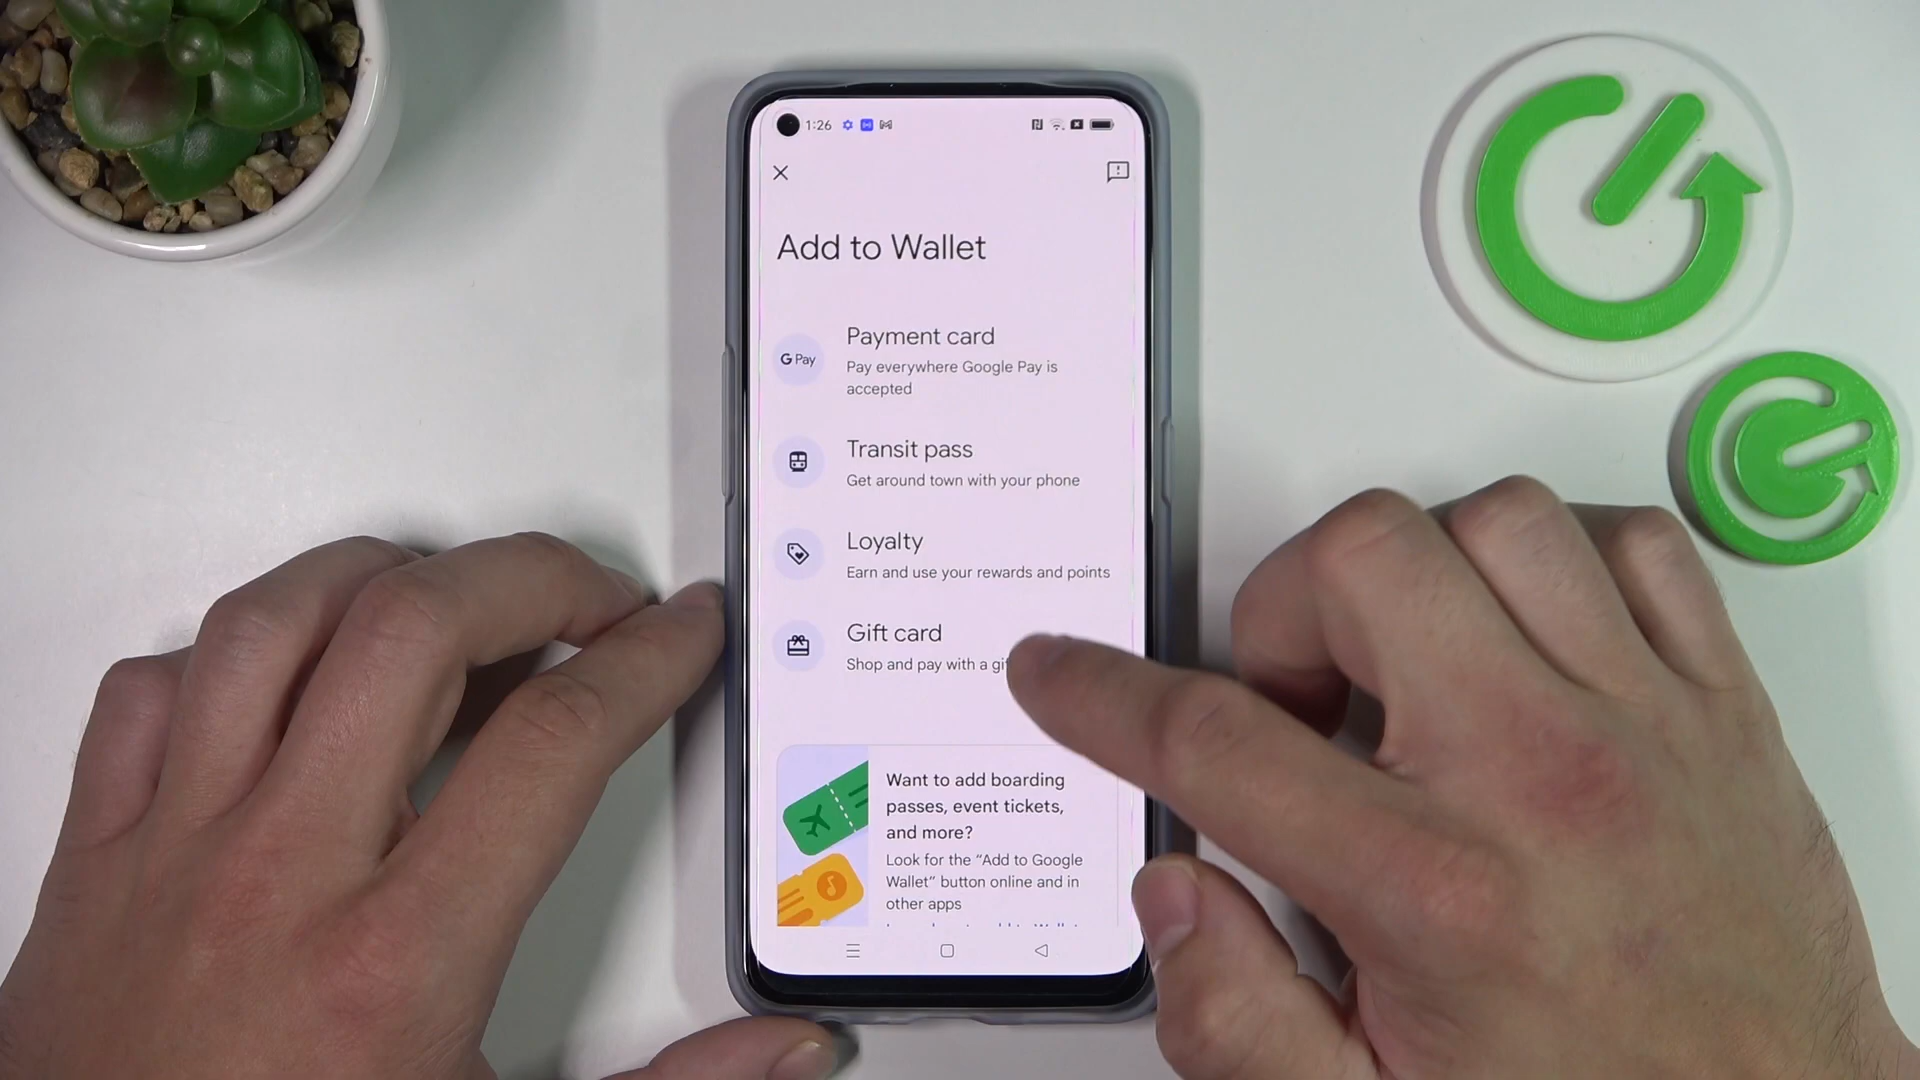 1:26
Add to Wallet
G Pay
Payment card
Pay everywhere Google Pay is
accepted
Transit pass
Get around town with your phone
Loyalty
Earn and use your rewards and points
Gift card
Shop and pay with a
Want to add boarding
passes, event tickets,
and more?
Look for the “Add to Google
Wallet” button online and in
other apps